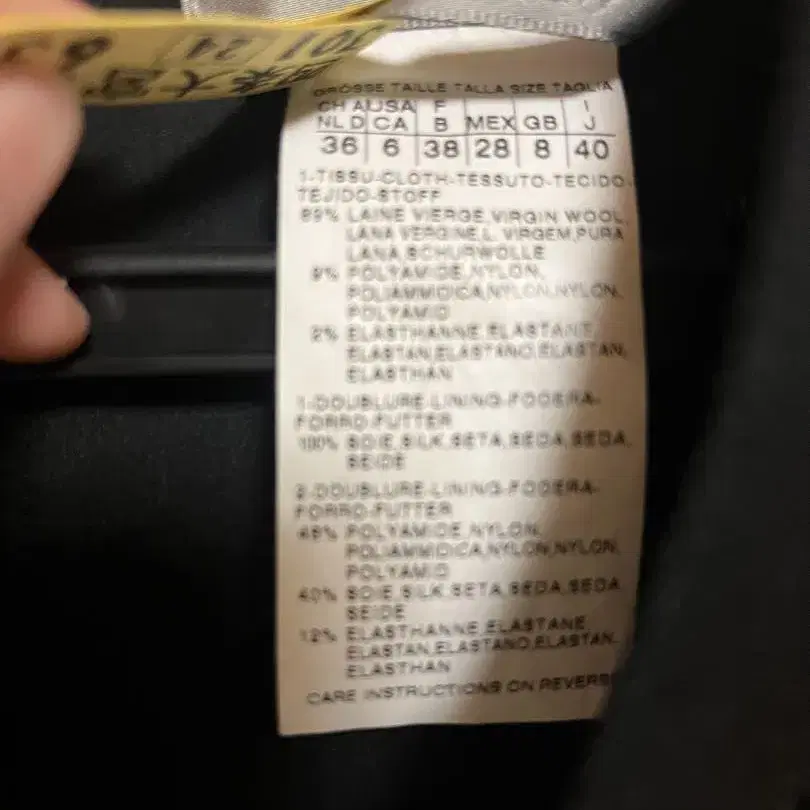 GROSSE TAILLE TALLA SIZE TAGLIA
CH A USA F I
NL D CA B MEX GB J
36 6 38 28 8 40
1-TISSU-CLOTH-TESSUTO-TECIDO-
TEJIDO-STOFF
89% LAINE VIERGE,VIRGIN WOOL,
LANA VERGINE,L. VIRGEM,PURA
LANA,SCHURWOLLE
9% POLYAMIDE,NYLON,
POLIAMMIDICA,NYLON,NYLON,
POLYAMID
2% ELASTHANNE,ELASTANE,
ELASTAN,ELASTANO,ELASTAN,
ELASTHAN
1-DOUBLURE-LINING-FODERA-
FORRO-FUTTER
100% SOIE,SILK,SETA,SEDA,SEDA,
SEIDE
2-DOUBLURE-LINING-FODERA-
FORRO-FUTTER
48% POLYAMIDE,NYLON,
POLIAMMIDICA,NYLON,NYLON,
POLYAMID
40% SOIE,SILK,SETA,SEDA,SEDA,
SEIDE
12% ELASTHANNE,ELASTANE,
ELASTAN,ELASTANO,ELASTAN,
ELASTHAN
CARE INSTRUCTIONS ON REVERS